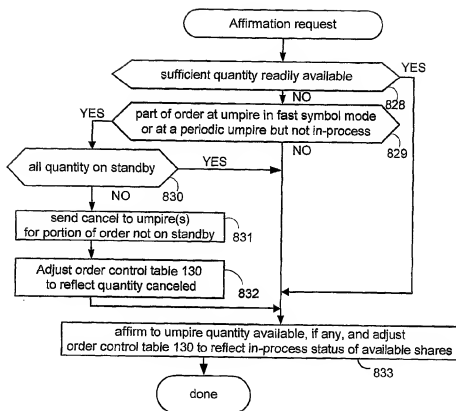 Affirmation request
sufficient quantity readily available
YES
828
NO
YES
part of order at umpire in fast symbol mode
or at a periodic umpire but not in-process
829
NO
all quantity on standby
YES
830
NO
send cancel to umpire(s)
for portion of order not on standby
831
Adjust order control table 130
to reflect quantity canceled
832
affirm to umpire quantity available, if any, and adjust
order control table 130 to reflect in-process status of available shares
833
done